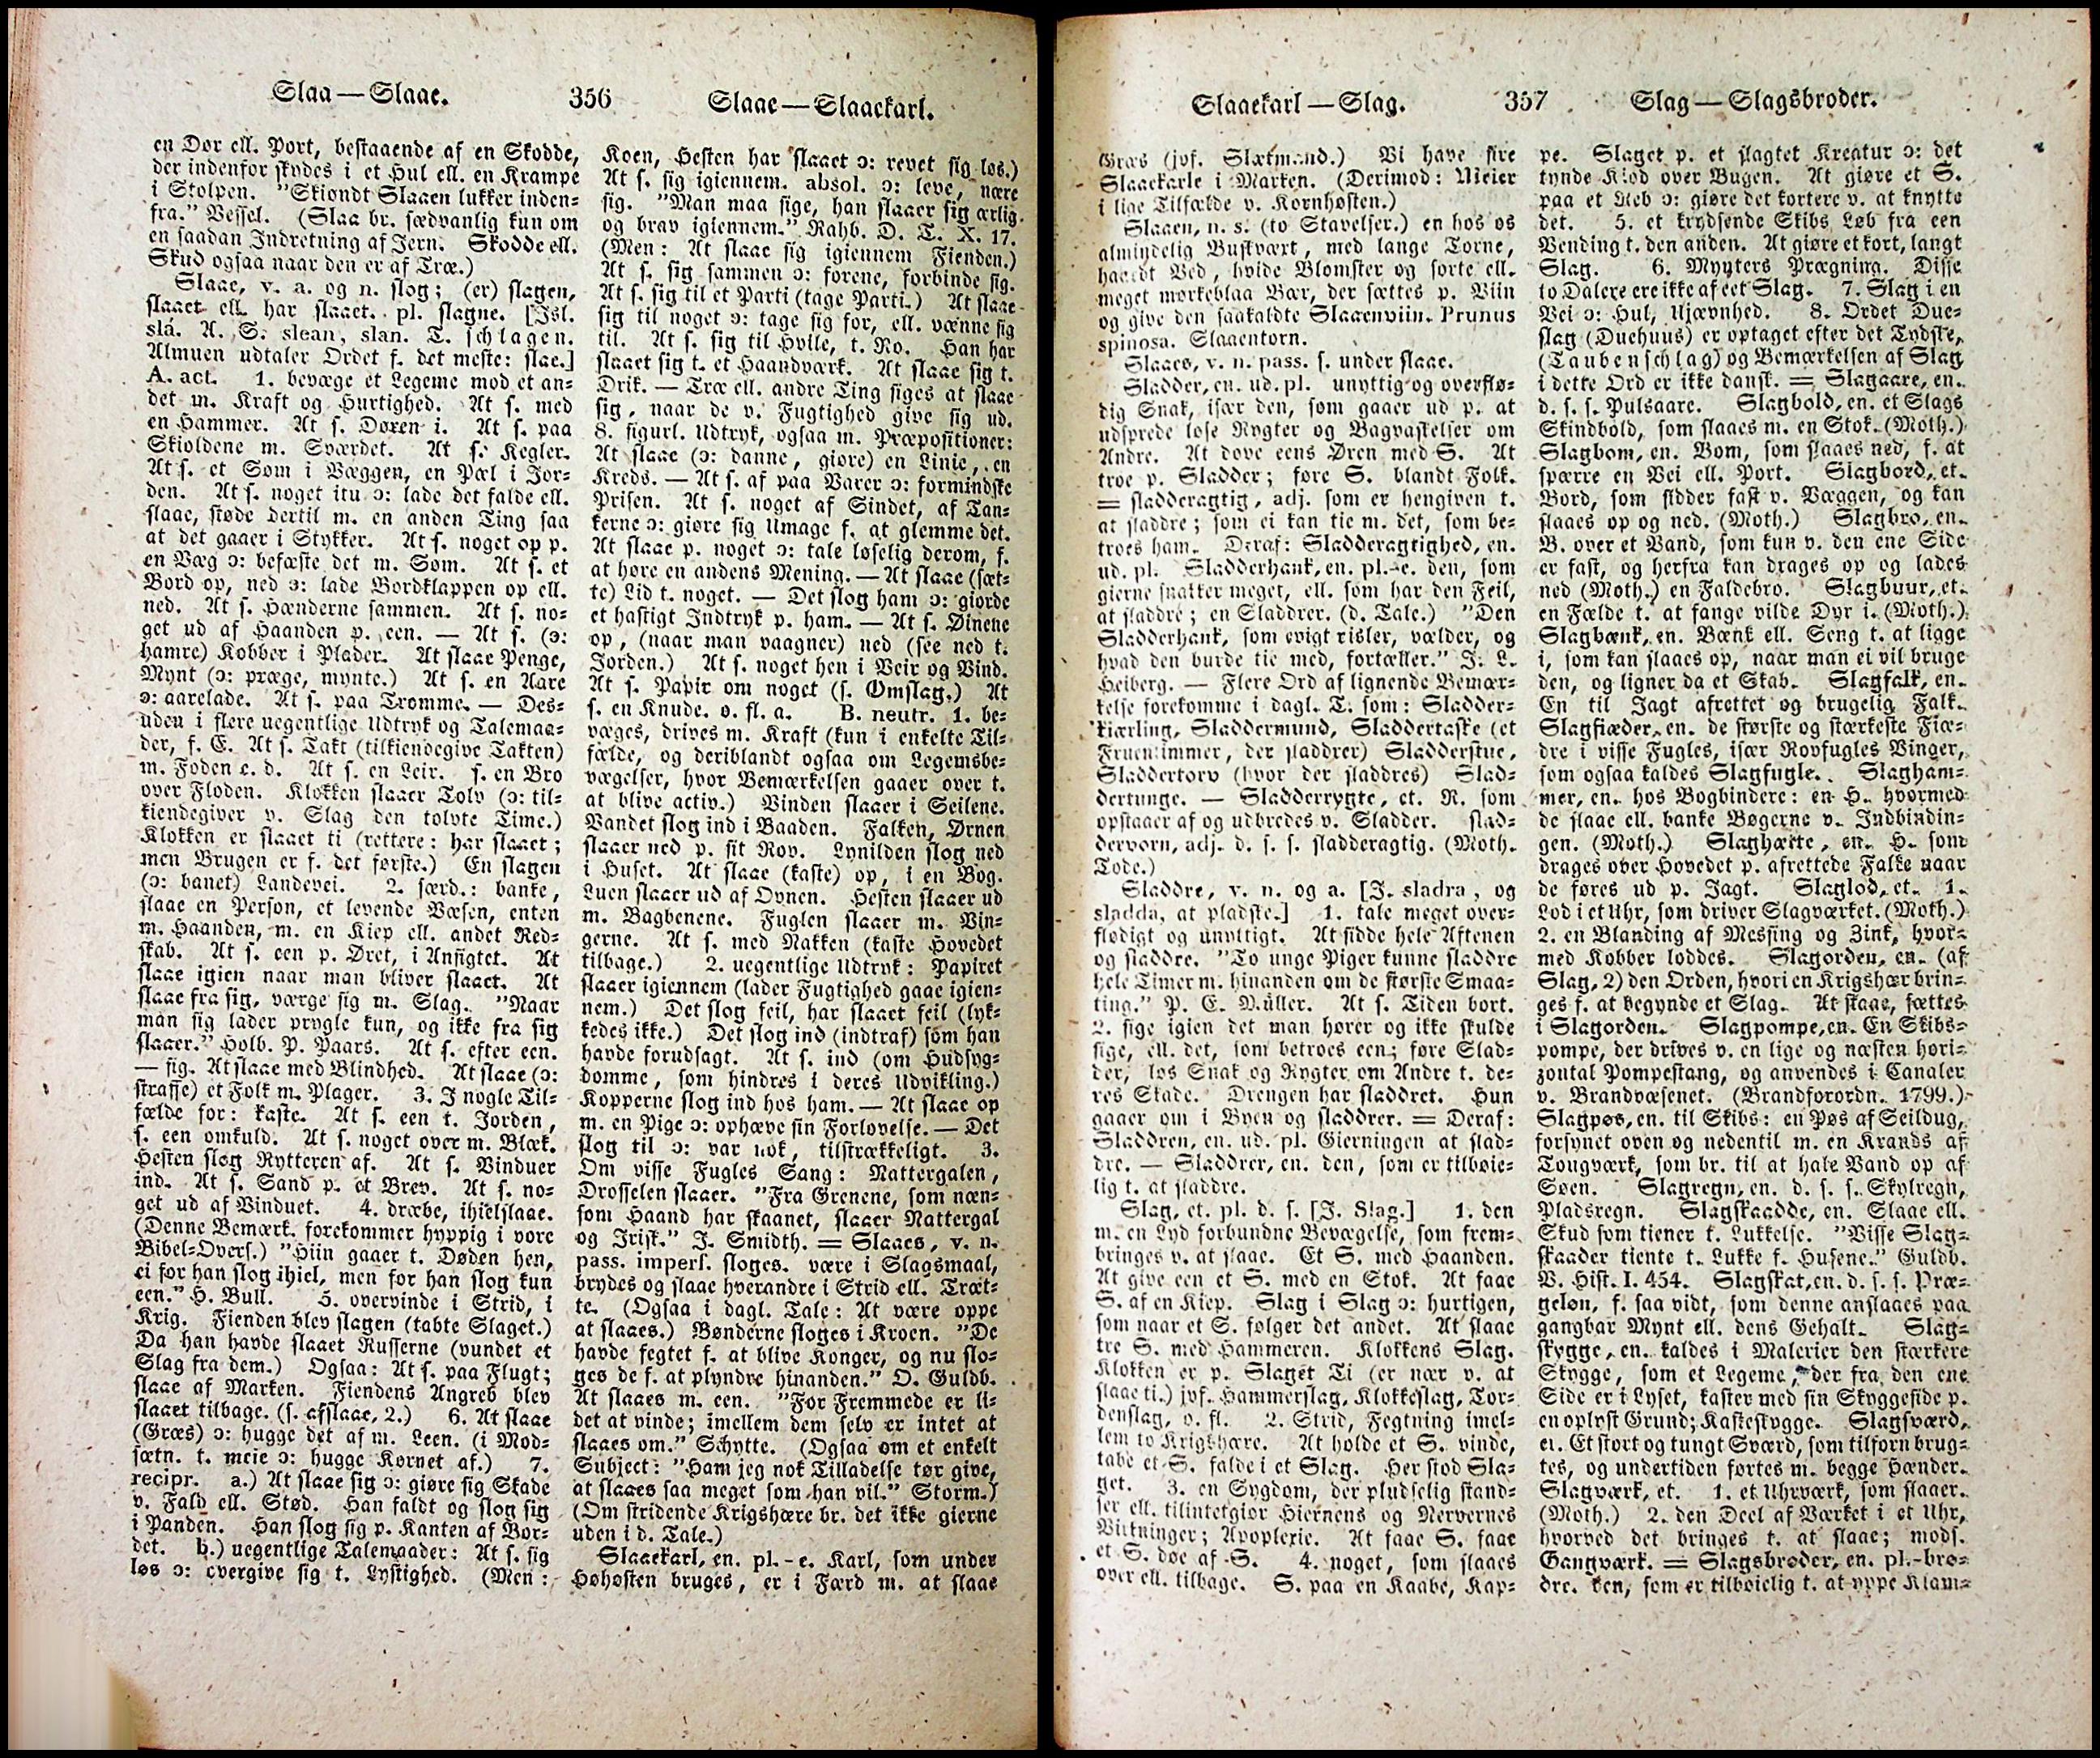 Slaa — Slaae.
356
Slaae — Slaaekarl.
en Dør ell. Port, bestaaende af en Skodde,
der indenfor skydes i et Hul ell. en Krampe
i Stolpen. "Skiøndt Slaaen lukker inden-
fra." Vessel. (Slaa br. sædvanlig kun om
en saadan Indretning af Jern. Skodde ell.
Skud ogsaa naar den er af Træ.)
Slaae, v. a. og n. slog; (er) slagen,
slaaet ell. har slaaet. pl. slagne. [Isl.
slá. A. S. slean, slan. T. schlagen.
Almuen udtaler Ordet f. det meste: slae.]
A. act. 1. bevæge et Legeme mod et an-
det m. Kraft og Hurtighed. At s. med
en Hammer. At s. Døren i. At s. paa
Skioldene m. Sværdet. At s. Kegler.
At s. et Søm i Væggen, en Pæl i Jor-
den. At s. noget itu ɔ: lade det falde ell.
slaae, støde dertil m. en anden Ting saa
at det gaaer i Stykker. At s. noget op p.
en Væg ɔ: befæste det m. Søm. At s. et
Bord op, ned ɔ: lade Bordklappen op ell.
ned. At s. Hænderne sammen. At s. no-
get ud af Haanden p. een. — At s. (ɔ:
hamre) Kobber i Plader. At slaae Penge,
Mynt (ɔ: præge, mynte.) At s. en Aare
ɔ: aarelade. At s. paa Tromme. — Des-
uden i flere uegentlige Udtryk og Talemaa-
der, f. E. At s. Takt (tilkiendegive Takten)
m. Foden e. d. At s. en Leir. s. en Bro
over Floden. Klokken slaaer Tolv (ɔ: til-
kiendegiver v. Slag den tolvte Time.)
Klokken er slaaet ti (rettere: har slaaet;
men Brugen er f. det første.) En slagen
(ɔ: banet) Landevei. 2. særd.: banke,
slaae en Person, et levende Væsen, enten
m. Haanden, m. en Kiep ell. andet Red-
skab. At s. een p. Øret, i Ansigtet. At
slaae igien naar man bliver slaaet. At
slaae fra sig, værge sig m. Slag. "Naar
man sig lader prygle kun, og ikke fra sig
slaaer." Holb. P. Paars. At s. efter een.
— fig. At slaae med Blindhed. At slaae (ɔ:
straffe) et Folk m. Plager. 3. I nogle Til-
fælde for: kaste. At s. een t. Jorden,
s. een omkuld. At s. noget over m. Blæk.
Hesten slog Rytteren af. At s. Vinduer
ind. At s. Sand p. et Brev. At s. no-
get ud af Vinduet. 4. dræbe, ihielslaae.
(Denne Bemærk. forekommer hyppig i vore
Bibel-Overs.) "Hiin gaaer t. Døden hen,
ei for han slog ihiel, men for han slog kun
een." H. Bull. 5. overvinde i Strid, i
Krig. Fienden blev slagen (tabte Slaget.)
Da han havde slaaet Russerne (vundet et
Slag fra dem.) Ogsaa: At s. paa Flugt;
slaae af Marken. Fiendens Angreb blev
slaaet tilbage. (s. afslaae, 2.) 6. At slaae
(Græs) ɔ: hugge det af m. Leen. (i Mod-
sætn. t. meie ɔ: hugge Kornet af.) 7.
recipr. a.) At slaae sig ɔ: giøre sig Skade
v. Fald ell. Stød. Han faldt og slog sig
i Panden. Han slog sig p. Kanten af Bor-
det. b.) uegentlige Talemaader: At s. sig
løs ɔ: overgive sig t. Lystighed. (Men:
Koen, Hesten har slaaet ɔ: revet sig løs.)
At s. sig igiennem. absol. ɔ: leve, nære
sig. "Man maa sige, han slaaer sig ærlig
og brav igiennem." Rahb. D. T. X. 17.
(Men: At slaae sig igiennem Fienden.)
At s. sig sammen ɔ: forene, forbinde sig.
At s. sig til et Parti (tage Parti.) At slaae
sig til noget ɔ: tage sig for, ell. vænne sig
til. At s. sig til Hvile, t. Ro. Han har
slaaet sig t. et Haandværk. At slaae sig t.
Drik. — Træ ell. andre Ting siges at slaae
sig, naar de v. Fugtighed give sig ud.
8. figurl. Udtryk, ogsaa m. Præpositioner:
At slaae (ɔ: danne, giøre) en Linie, en
Kreds. — At s. af paa Varer ɔ: formindske
Prisen. At s. noget af Sindet, af Tan-
kerne ɔ: giøre sig Umage f. at glemme det.
At slaae p. noget ɔ: tale løselig derom, f.
at høre en andens Mening. — At slaae (sæt-
te) Lid t. noget. — Det slog ham ɔ: giorde
et hastigt Indtryk p. ham. — At s. Øinene
op, (naar man vaagner) ned (see ned t.
Jorden.) At s. noget hen i Veir og Vind.
At s. Papir om noget (s. Omslag.) At
s. en Knude. o. fl. a. B. neutr. 1. be-
væges, drives m. Kraft (kun i enkelte Til-
fælde, og deriblandt ogsaa om Legemsbe-
vægelser, hvor Bemærkelsen gaaer over t.
at blive activ.) Vinden slaaer i Seilene.
Vandet slog ind i Baaden. Falken, Ørnen
slaaer ned p. sit Rov. Lynilden slog ned
i Huset. At slaae (kaste) op, i en Bog.
Luen slaaer ud af Ovnen. Hesten slaaer ud
m. Bagbenene. Fuglen slaaer m. Vin-
gerne. At s. med Nakken (kaste Hovedet
tilbage.) 2. uegentlige Udtryk: Papiret
slaaer igiennem (lader Fugtighed gaae igien-
nem.) Det slog feil, har slaaet feil (lyk-
kedes ikke.) Det slog ind (indtraf) som han
havde forudsagt. At s. ind (om Hudsyg-
domme, som hindres i deres Udvikling.)
Kopperne slog ind hos ham. — At slaae op
m. en Pige ɔ: ophæve sin Forlovelse. — Det
slog til ɔ: var nok, tilstrækkeligt. 3.
Om visse Fugles Sang: Nattergalen,
Drosselen slaaer. "Fra Grenene, som næn-
som Haand har skaanet, slaaer Nattergal
og Irisk." J. Smidth. = Slaaes, v. n.
pass. imperf. sloges. være i Slagsmaal,
brydes og slaae hverandre i Strid ell. Træt-
te. (Ogsaa i dagl. Tale: At være oppe
at slaaes.) Bønderne sloges i Kroen. "De
havde fegtet f. at blive Konger, og nu slo-
ges de f. at plyndre hinanden." O. Guldb.
At slaaes m. een. "For Fremmede er li-
det at vinde; imellem dem selv er intet at
slaaes om." Schytte. (Ogsaa om et enkelt
Subject: "Ham jeg nok Tilladelse tør give,
at slaaes saa meget som han vil." Storm.)
(Om stridende Krigshære br. det ikke gierne
uden i d. Tale.)
Slaaekarl, en. pl. -e. Karl, som under
Høhøsten bruges, er i Færd m. at slaae
Slaaekarl — Slag.
357
Slag — Slagsbroder.
Græs (jvf. Slætmand.) Vi have fire
Slaaekarle i Marken. (Derimod: Meier
i lige Tilfælde v. Kornhøsten.)
Slaaen, n. s. (to Stavelser.) en hos os
almindelig Buskvært, med lange Torne,
haardt Ved, hvide Blomster og sorte ell.
meget mørkeblaa Bær, der sættes p. Viin
og give den saakaldte Slaaenviin. Prunus
spinosa. Slaaentorn.
Slaaes, v. n. pass. s. under slaae.
Sladder, en. ud. pl. unyttig og overflø-
dig Snak, især den, som gaaer ud p. at
udsprede løse Rygter og Bagvaskelser om
Andre. At døve eens Øren med S. At
troe p. Sladder; føre S. blandt Folk.
= sladderagtig, adj. som er hengiven t.
at sladdre; som ei kan tie m. det, som be-
troes ham. Deraf: Sladderagtighed, en.
ud. pl. Sladderhank, en. pl. -e. den, som
gierne snakker meget, ell. som har den Feil,
at sladdre; en Sladdrer. (d. Tale.) "Den
Sladderhank, som evigt risler, vælder, og
hvad den burde tie med, fortæller." J. L.
Heiberg. — Flere Ord af lignende Bemær-
kelse forekomme i dagl. T. som: Sladder-
kiærling, Sladdermund, Sladdertaske (et
Fruentimmer, der sladdrer) Sladderstue,
Sladdertorv (hvor der sladdres) Slad-
dertunge. — Sladderrygte, et. R. som
opstaaer af og udbredes v. Sladder. slad-
dervorn, adj. d. s. s. sladderagtig. (Moth.
Tode.)
Sladdre, v. n. og a. [I. sladra, og
sladda, at pladske.] 1. tale meget over-
flødigt og unyttigt. At sidde hele Aftenen
og sladdre. "To unge Piger kunne sladdre
hele Timer m. hinanden om de største Smaa-
ting." P. E. Müller. At s. Tiden bort.
2. sige igien det man hører og ikke skulde
sige, ell. det, som betroes een; føre Slad-
der, løs Snak og Rygter om Andre t. de-
res Skade. Drengen har sladdret. Hun
gaaer om i Byen og sladdrer. = Deraf:
Sladdren, en. ud. pl. Gierningen at slad-
dre. — Sladdrer, en. den, som er tilbøie-
lig t. at sladdre.
Slag, et. pl. d. s. [I. Slag.] 1. den
m. en Lyd forbundne Bevægelse, som frem-
bringes v. at slaae. Et S. med Haanden.
At give een et S. med en Stok. At faae
S. af en Kiep. Slag i Slag ɔ: hurtigen,
som naar et S. følger det andet. At slaae
tre S. med Hammeren. Klokkens Slag.
Klokken er p. Slaget Ti (er nær v. at
slaae ti.) jvf. Hammerslag, Klokkeslag, Tor-
denslag, o. fl. 2. Strid, Fegtning imel-
lem to Krigshære. At holde et S. vinde,
tabe et S. falde i et Slag. Her stod Sla-
get. 3. en Sygdom, der pludselig stand-
ser ell. tilintetgiør Hiernens og Nervernes
Virkninger; Apoplexie. At faae S. faae
et S. døe af S. 4. noget, som slaaes
over ell. tilbage. S. paa en Kaabe, Kap-
pe. Slaget p. et slagtet Kreatur ɔ: det
tynde Kiød over Bugen. At giøre et S.
paa et Reb ɔ: giøre det kortere v. at knytte
det. 5. et krydsende Skibs Løb fra een
Vending t. den anden. At giøre et kort, langt
Slag. 6. Mynters Prægning. Disse
to Dalere ere ikke af eet Slag. 7. Slag i en
Vei ɔ: Hul, Ujævnhed. 8. Ordet Due-
slag (Duehuus) er optaget efter det Tydske,
(Taubenschlag) og Bemærkelsen af Slag
i dette Ord er ikke dansk. = Slagaare, en.
d. s. s. Pulsaare. Slagbold, en. et Slags
Skindbold, som slaaes m. en Stok. (Moth.)
Slagbom, en. Bom, som slaaes ned, f. at
spærre en Vei ell. Port. Slagbord, et.
Bord, som sidder fast v. Væggen, og kan
slaaes op og ned. (Moth.) Slagbro, en.
B. over et Vand, som kun v. den ene Side
er fast, og herfra kan drages op og lades
ned (Moth.) en Faldebro. Slagbuur, et.
en Fælde t. at fange vilde Dyr i. (Moth.)
Slagbænk, en. Bænk ell. Seng t. at ligge
i, som kan slaaes op, naar man ei vil bruge
den, og ligner da et Skab. Slagfalk, en.
En til Jagt afrettet og brugelig Falk.
Slagfiæder, en. de største og stærkeste Fiæ-
dre i visse Fugles, især Rovfugles Vinger,
som ogsaa kaldes Slagfugle. Slagham-
mer, en. hos Bogbindere: en H. hvormed
de slaae ell. banke Bøgerne v. Indbindin-
gen. (Moth.) Slaghætte, en. H. som
drages over Hovedet p. afrettede Falke naar
de føres ud p. Jagt. Slaglod, et. 1.
Lod i et Uhr, som driver Slagværket. (Moth.)
2. en Blanding af Messing og Zink, hvor-
med Kobber loddes. Slagorden, en. (af
Slag, 2) den Orden, hvori en Krigshær brin-
ges f. at begynde et Slag. At staae, sættes
i Slagorden. Slagpompe, en. En Skibs-
pompe, der drives v. en lige og næsten hori-
zontal Pompestang, og anvendes i Canaler
v. Brandvæsenet. (Brandforordn. 1799.)
Slagpøs, en. til Skibs: en Pøs af Seildug,
forsynet oven og nedentil m. en Krands af
Tougværk, som br. til at hale Vand op af
Søen. Slagregn, en. d. s. s. Skylregn,
Pladsregn. Slagskaadde, en. Slaae ell.
Skud som tiener t. Lukkelse. "Visse Slag-
skaader tiente t. Lukke f. Husene." Guldb.
V. Hist. I. 454. Slagskat, en. d. s. s. Præ-
geløn, f. saa vidt, som denne anslaaes paa
gangbar Mynt ell. dens Gehalt. Slag-
skygge, en. kaldes i Malerier den stærkere
Skygge, som et Legeme, der fra den ene
Side er i Lyset, kaster med sin Skyggeside p.
en oplyst Grund; Kasteskygge. Slagsværd,
et. Et stort og tungt Sværd, som tilforn brug-
tes, og undertiden førtes m. begge Hænder.
Slagværk, et. 1. et Uhrværk, som slaaer.
(Moth.) 2. den Deel af Værket i et Uhr,
hvorved det bringes t. at slaae; mods.
Gangværk. = Slagsbroder, en. pl. -brø-
dre. den, som er tilbøielig t. at yppe Klam-